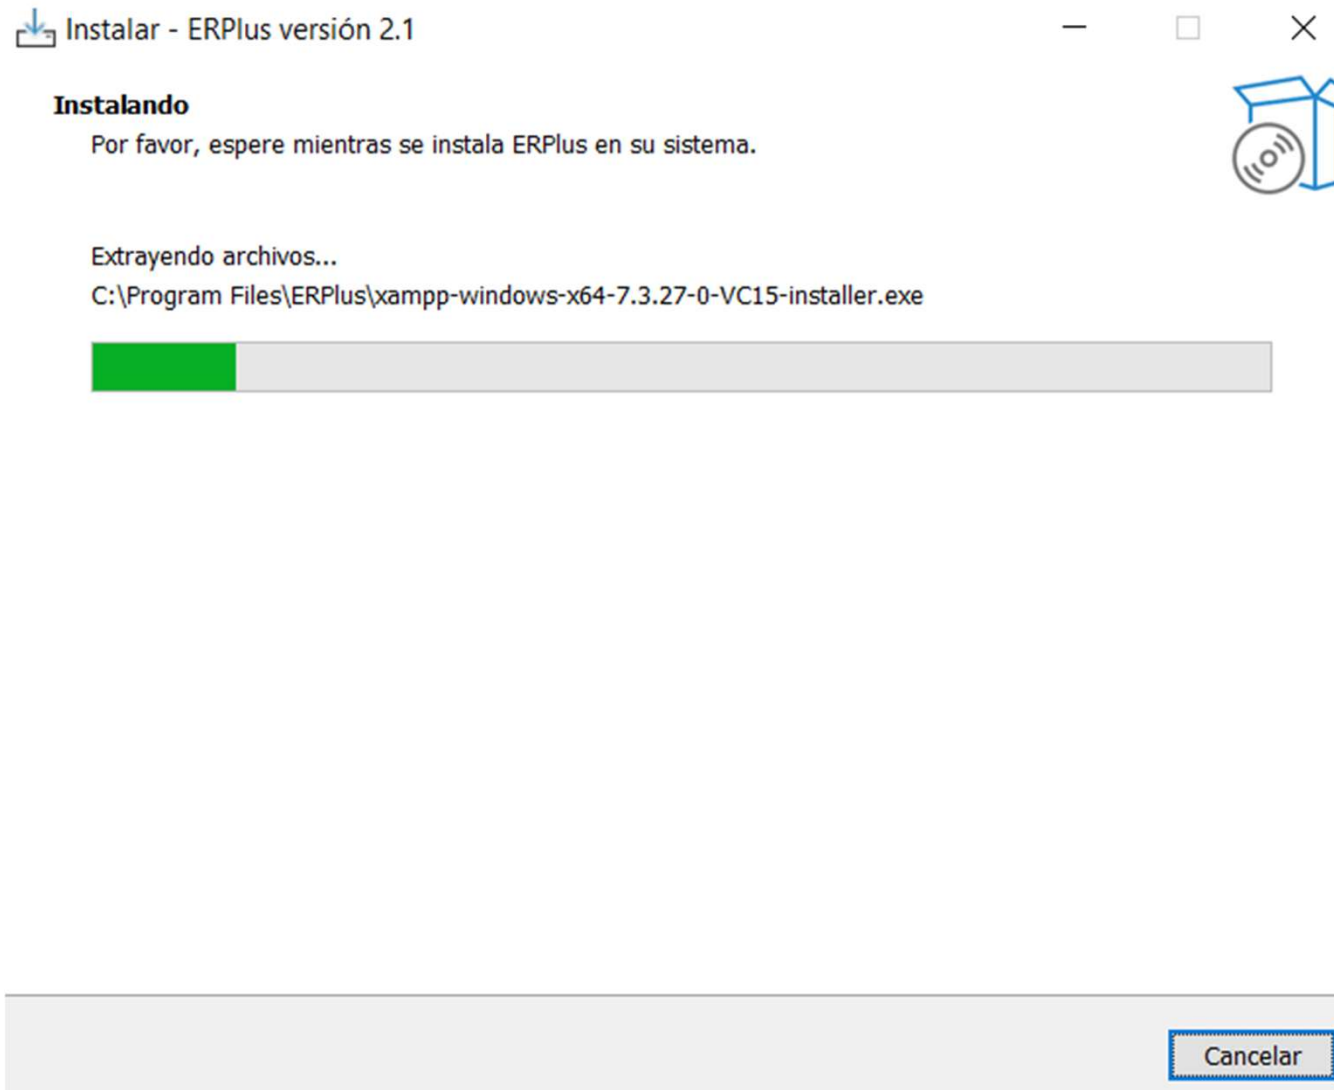 Instalar - ERPlus versión 2.1
Instalando
Por favor, espere mientras se instala ERPlus en su sistema.
Extrayendo archivos...
C:\Program Files\ERPlus\xampp-windows-x64-7.3.27-0-VC15-installer.exe
Cancelar